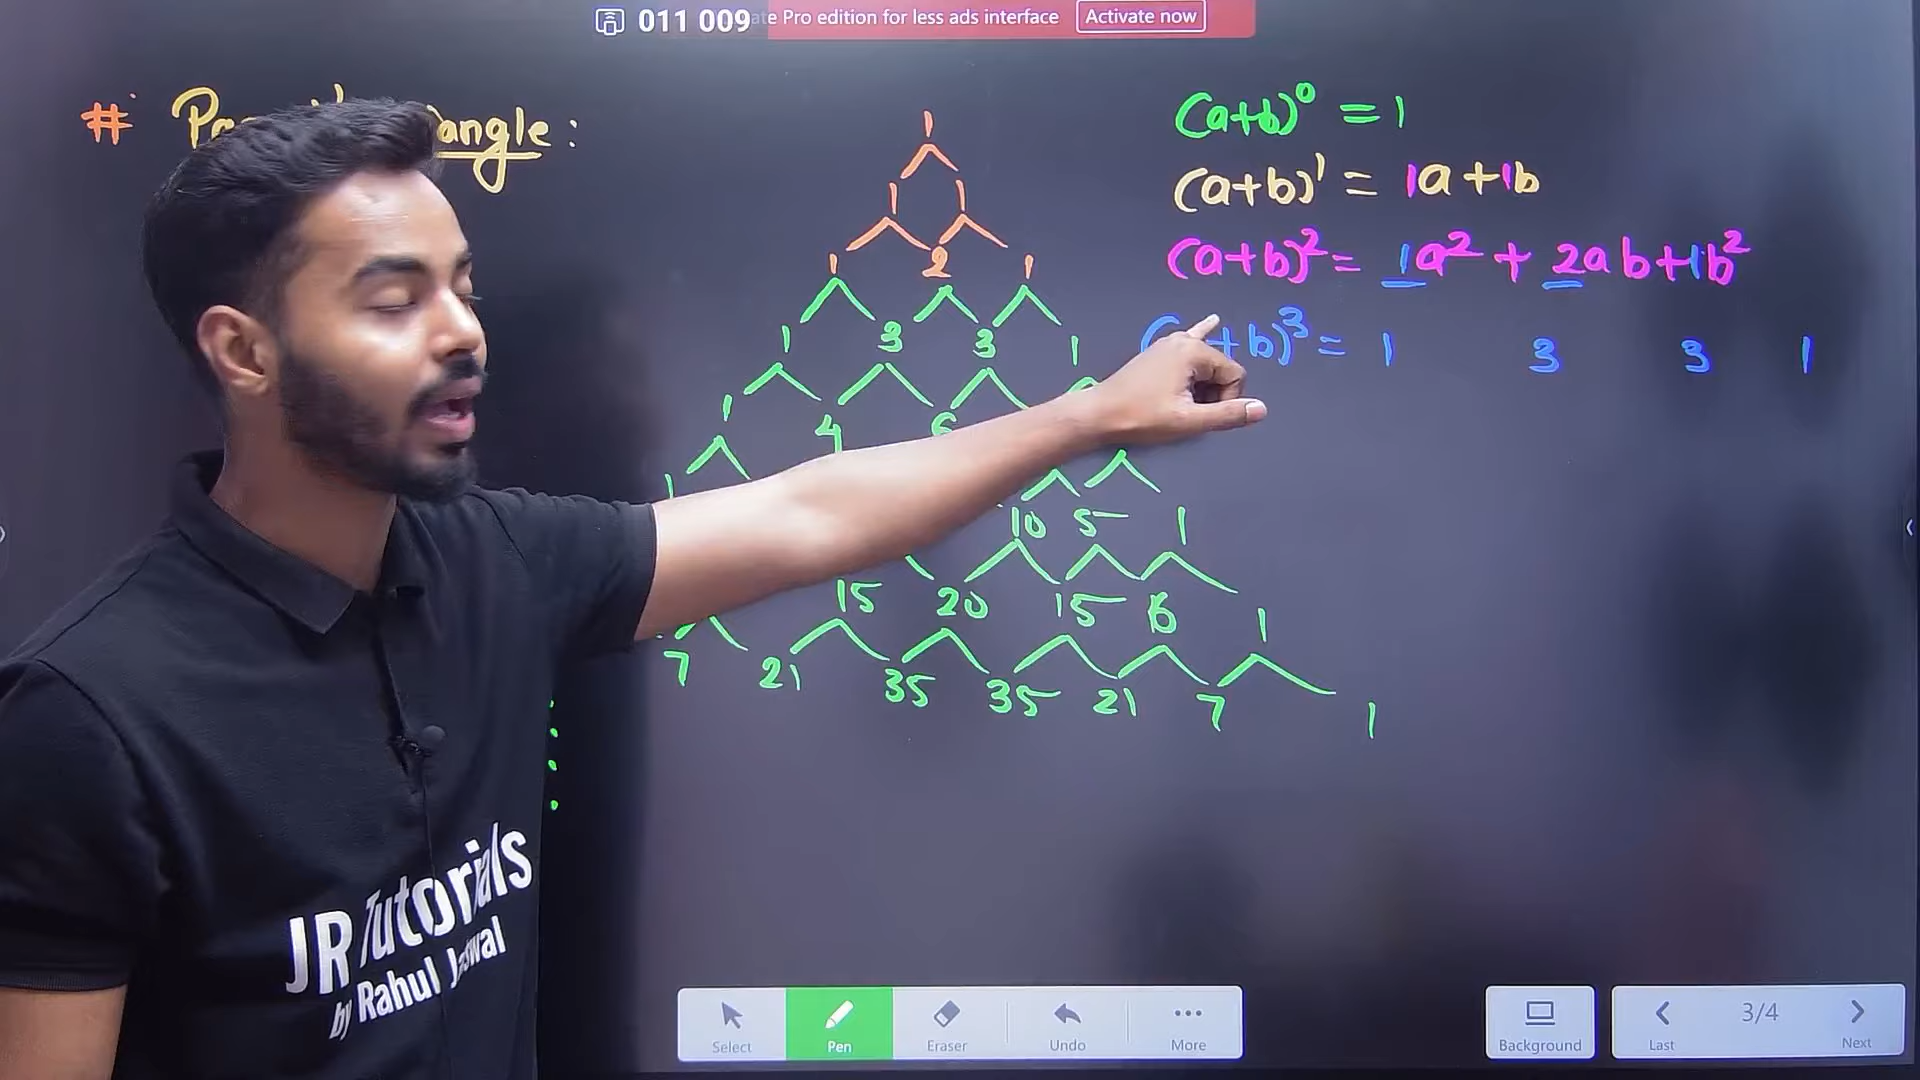 011 009
te Pro edition for less ads interface Activate now
# angle :
1
1 1
1 2 1
1 3 3 1
1 4 6
1 10 5 1
15 20 15 6 1
7 21 35 35 21 7 1
(a+b)⁰ = 1
(a+b)¹ = 1a + 1b
(a+b)² = 1a² + 2ab + 1b²
+ b)³ = 1 3 3 1
JR Tutorials
by Rahul
Select Pen Eraser Undo More
Background
Last 3/4 Next